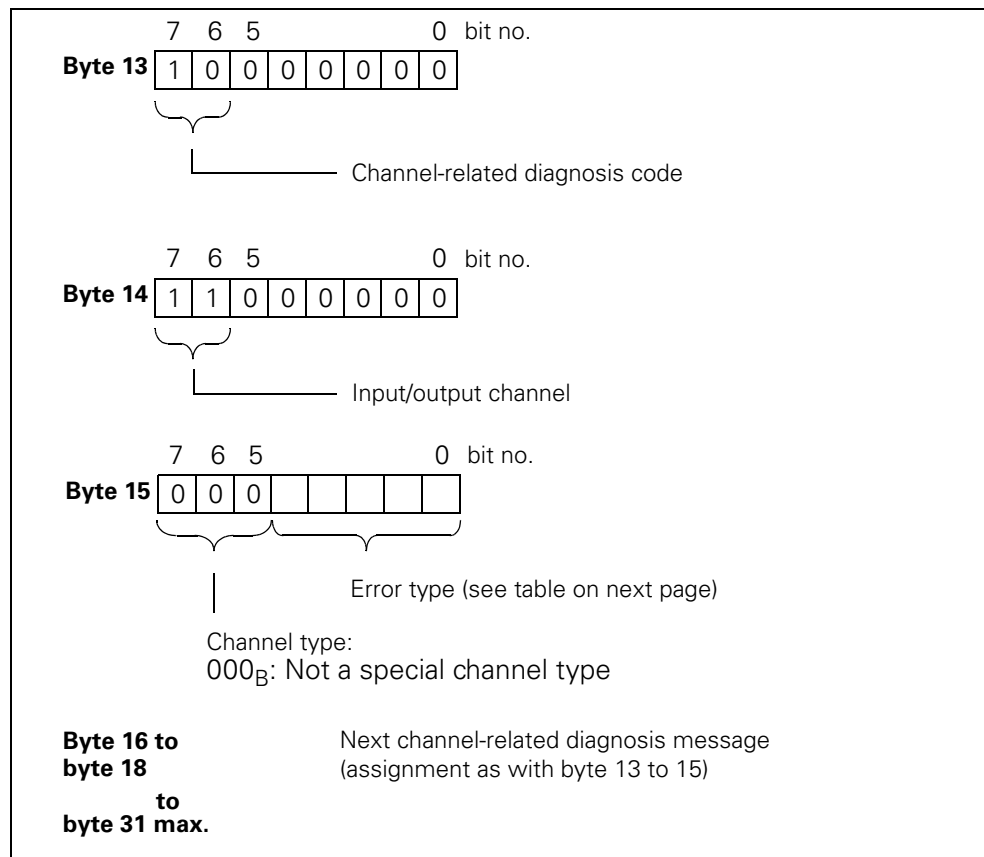 7 6 5 0 bit no.
Byte 13 1 0 0 0 0 0 0 0
Channel-related diagnosis code
7 6 5 0 bit no.
Byte 14 1 1 0 0 0 0 0 0
Input/output channel
7 6 5 0 bit no.
Byte 15 0 0 0
Error type (see table on next page)
Channel type:
000B: Not a special channel type
Byte 16 to Next channel-related diagnosis message
byte 18 (assignment as with byte 13 to 15)
to
byte 31 max.